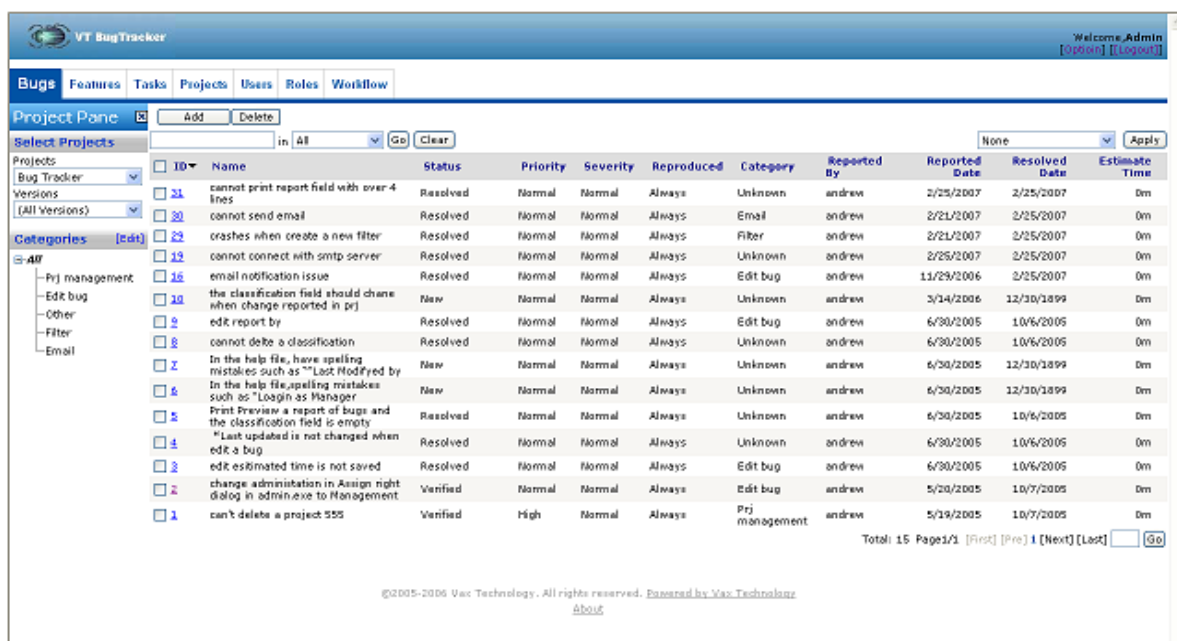 VT BugTracker
Welcome,Admin
[Optioin] [[Logout]]
Bugs Features Tasks Projects Users Roles Workflow
Project Pane
Add Delete
Select Projects
in All Go Clear None Apply
Projects
Bug Tracker
Versions
(All Versions)
Categories [Edit]
All
Prj management
Edit bug
Other
Filter
Email
ID Name Status Priority Severity Reproduced Category Reported By Reported Date Resolved Date Estimate Time
31 cannot print report field with over 4 lines Resolved Normal Normal Always Unknown andrew 2/25/2007 2/25/2007 0m
30 cannot send email Resolved Normal Normal Always Email andrew 2/21/2007 2/25/2007 0m
29 crashes when create a new filter Resolved Normal Normal Always Filter andrew 2/21/2007 2/25/2007 0m
19 cannot connect with smtp server Resolved Normal Normal Always Unknown andrew 2/25/2007 2/25/2007 0m
16 email notification issue Resolved Normal Normal Always Edit bug andrew 11/29/2006 2/25/2007 0m
10 the classification field should chane when change reported in prj New Normal Normal Always Unknown andrew 3/14/2006 12/30/1899 0m
9 edit report by Resolved Normal Normal Always Edit bug andrew 6/30/2005 10/6/2005 0m
8 cannot delte a classification Resolved Normal Normal Always Unknown andrew 6/30/2005 10/6/2005 0m
7 In the help file, have spelling mistakes such as "“Last Modifyed by New Normal Normal Always Unknown andrew 6/30/2005 12/30/1899 0m
6 In the help file,spelling mistakes such as "Loagin as Manager New Normal Normal Always Unknown andrew 6/30/2005 12/30/1899 0m
5 Print Preview a report of bugs and the classification field is empty Resolved Normal Normal Always Unknown andrew 6/30/2005 10/6/2005 0m
4 "Last updated is not changed when edit a bug Resolved Normal Normal Always Unknown andrew 6/30/2005 10/6/2005 0m
3 edit esitimated time is not saved Resolved Normal Normal Always Edit bug andrew 6/30/2005 10/6/2005 0m
2 change administation in Assign right dialog in admin.exe to Management Verified Normal Normal Always Edit bug andrew 5/20/2005 10/7/2005 0m
1 can't delete a project 555 Verified High Normal Always Prj management andrew 5/19/2005 10/7/2005 0m
Total: 15 Page1/1 [First] [Pre] 1 [Next] [Last] Go
©2005-2006 Vax Technology. All rights reserved. Powered by Vax Technology
About